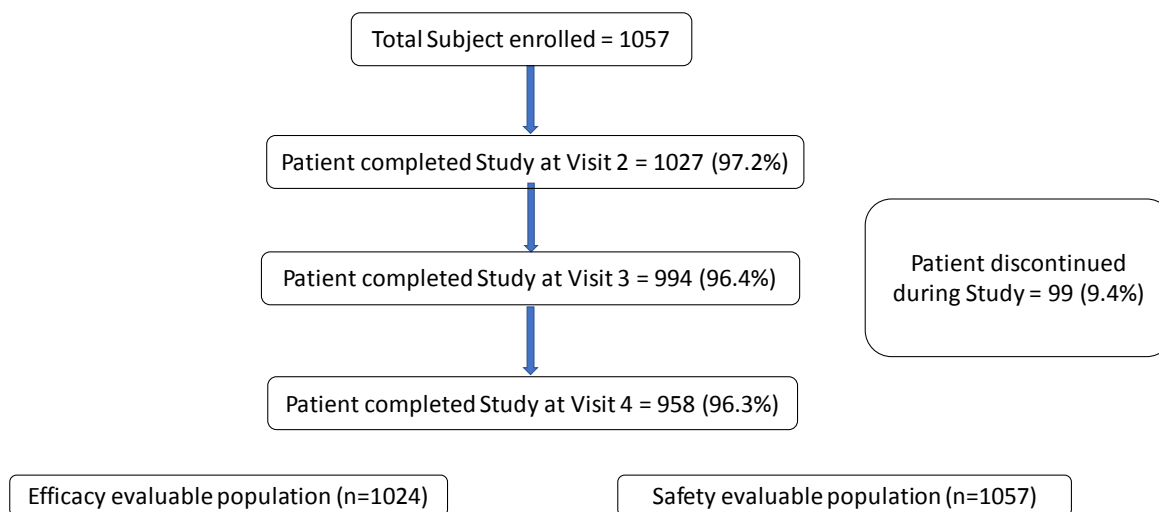 Total Subject enrolled = 1057
Patient completed Study at Visit 2 = 1027 (97.2%)
Patient completed Study at Visit 3 = 994 (96.4%)
Patient discontinued
during Study = 99 (9.4%)
Patient completed Study at Visit 4 = 958 (96.3%)
Efficacy evaluable population (n=1024)
Safety evaluable population (n=1057)